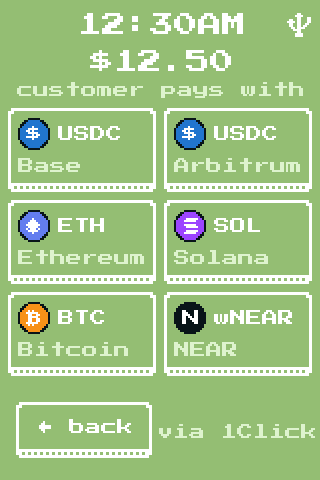 12:30AM
$12.50
customer pays with
$ USDC
Base
$ USDC
Arbitrum
ETH
Ethereum
SOL
Solana
₿ BTC
Bitcoin
N wNEAR
NEAR
← back
via 1Click